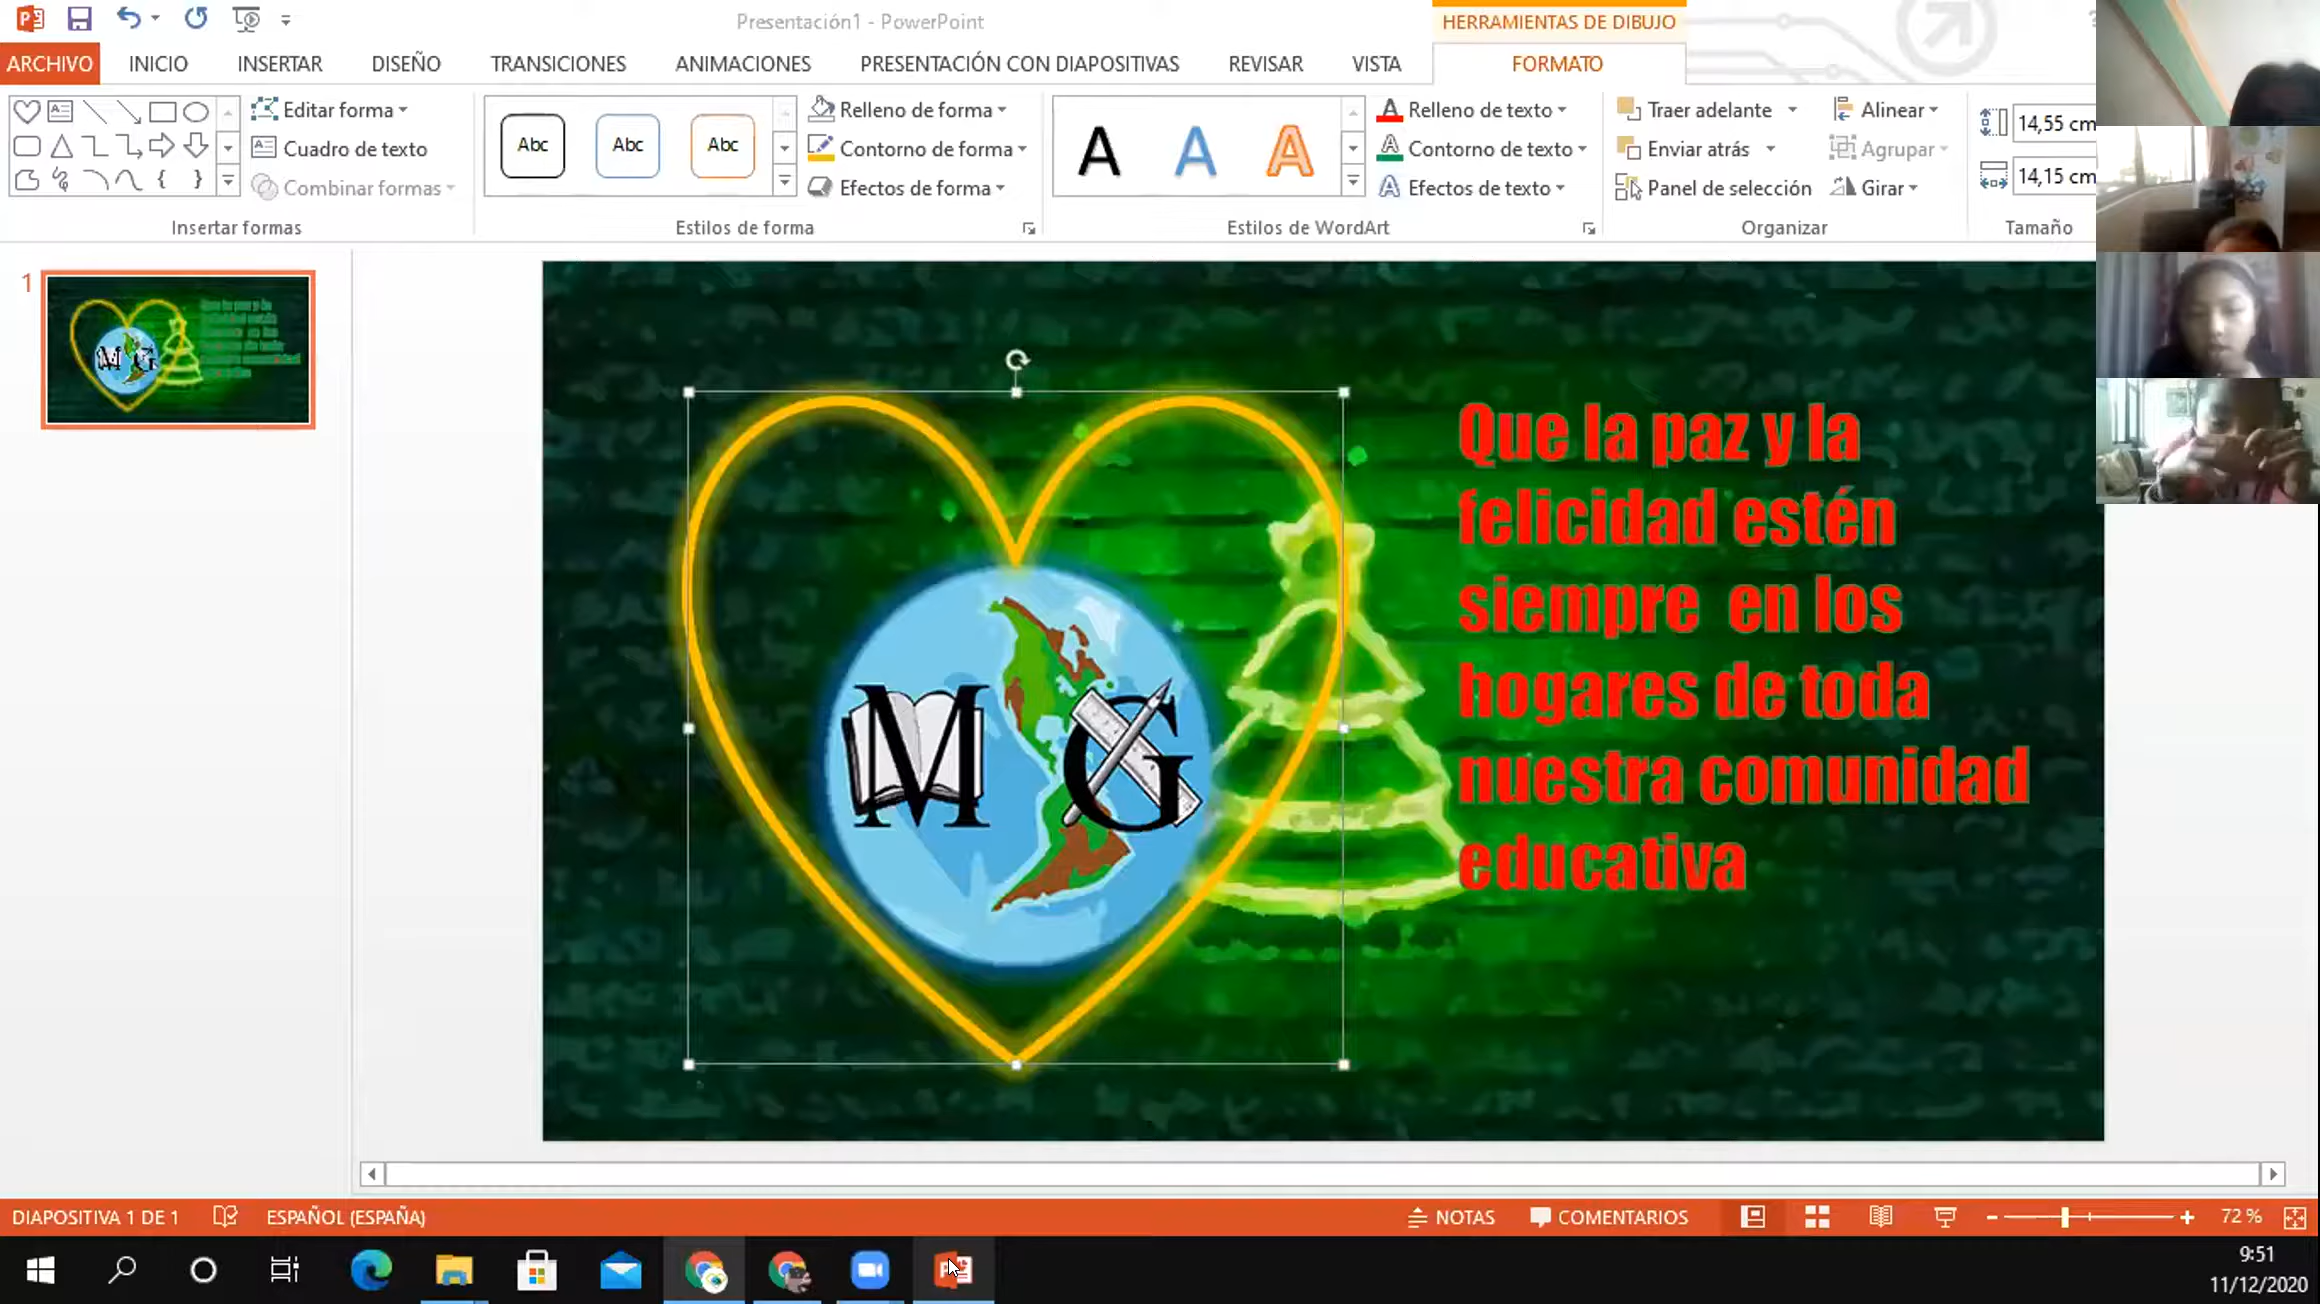 Presentación1 - PowerPoint
HERRAMIENTAS DE DIBUJO
ARCHIVO INICIO INSERTAR DISEÑO TRANSICIONES ANIMACIONES PRESENTACIÓN CON DIAPOSITIVAS REVISAR VISTA FORMATO
Editar forma
Cuadro de texto
Combinar formas
Insertar formas
Abc Abc Abc
Relleno de forma
Contorno de forma
Efectos de forma
Estilos de forma
A A A
Relleno de texto
Contorno de texto
Efectos de texto
Estilos de WordArt
Traer adelante
Enviar atrás
Panel de selección
Alinear
Agrupar
Girar
Organizar
14,55 cm
14,15 cm
Tamaño
1
M G
Que la paz y la
felicidad estén
siempre en los
hogares de toda
nuestra comunidad
educativa
DIAPOSITIVA 1 DE 1 ESPAÑOL (ESPAÑA) NOTAS COMENTARIOS 72 %
9:51
11/12/2020